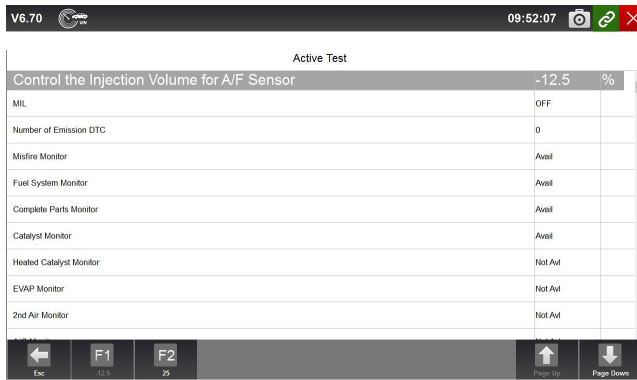 V6.70 VIN 09:52:07
Active Test
Control the Injection Volume for A/F Sensor -12.5 %
MIL OFF
Number of Emission DTC 0
Misfire Monitor Avail
Fuel System Monitor Avail
Complete Parts Monitor Avail
Catalyst Monitor Avail
Heated Catalyst Monitor Not Avl
EVAP Monitor Not Avl
2nd Air Monitor Not Avl
F1 F2
Esc -12.5 25 Page Up Page Down